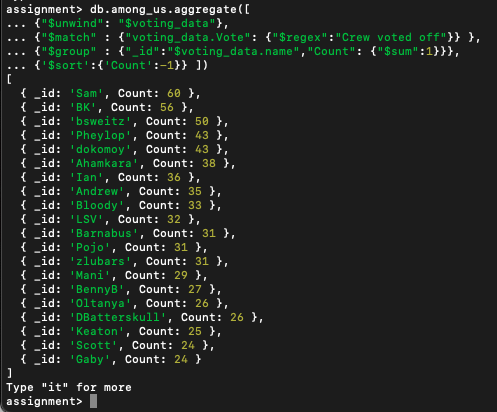 assignment> db.among_us.aggregate([
... {"$unwind": "$voting_data"},
... {"$match" : {"voting_data.Vote": {"$regex":"Crew voted off"}} },
... {"$group" : {"_id":"$voting_data.name","Count": {"$sum":1}}},
... {'$sort':{'Count':-1}} ])
[
  { _id: 'Sam', Count: 60 },
  { _id: 'BK', Count: 56 },
  { _id: 'bsweitz', Count: 50 },
  { _id: 'Pheylop', Count: 43 },
  { _id: 'dokomoy', Count: 43 },
  { _id: 'Ahamkara', Count: 38 },
  { _id: 'Ian', Count: 36 },
  { _id: 'Andrew', Count: 35 },
  { _id: 'Bloody', Count: 33 },
  { _id: 'LSV', Count: 32 },
  { _id: 'Barnabus', Count: 31 },
  { _id: 'Pojo', Count: 31 },
  { _id: 'zlubars', Count: 31 },
  { _id: 'Mani', Count: 29 },
  { _id: 'BennyB', Count: 27 },
  { _id: 'Oltanya', Count: 26 },
  { _id: 'DBatterskull', Count: 26 },
  { _id: 'Keaton', Count: 25 },
  { _id: 'Scott', Count: 24 },
  { _id: 'Gaby', Count: 24 }
]
Type "it" for more
assignment>